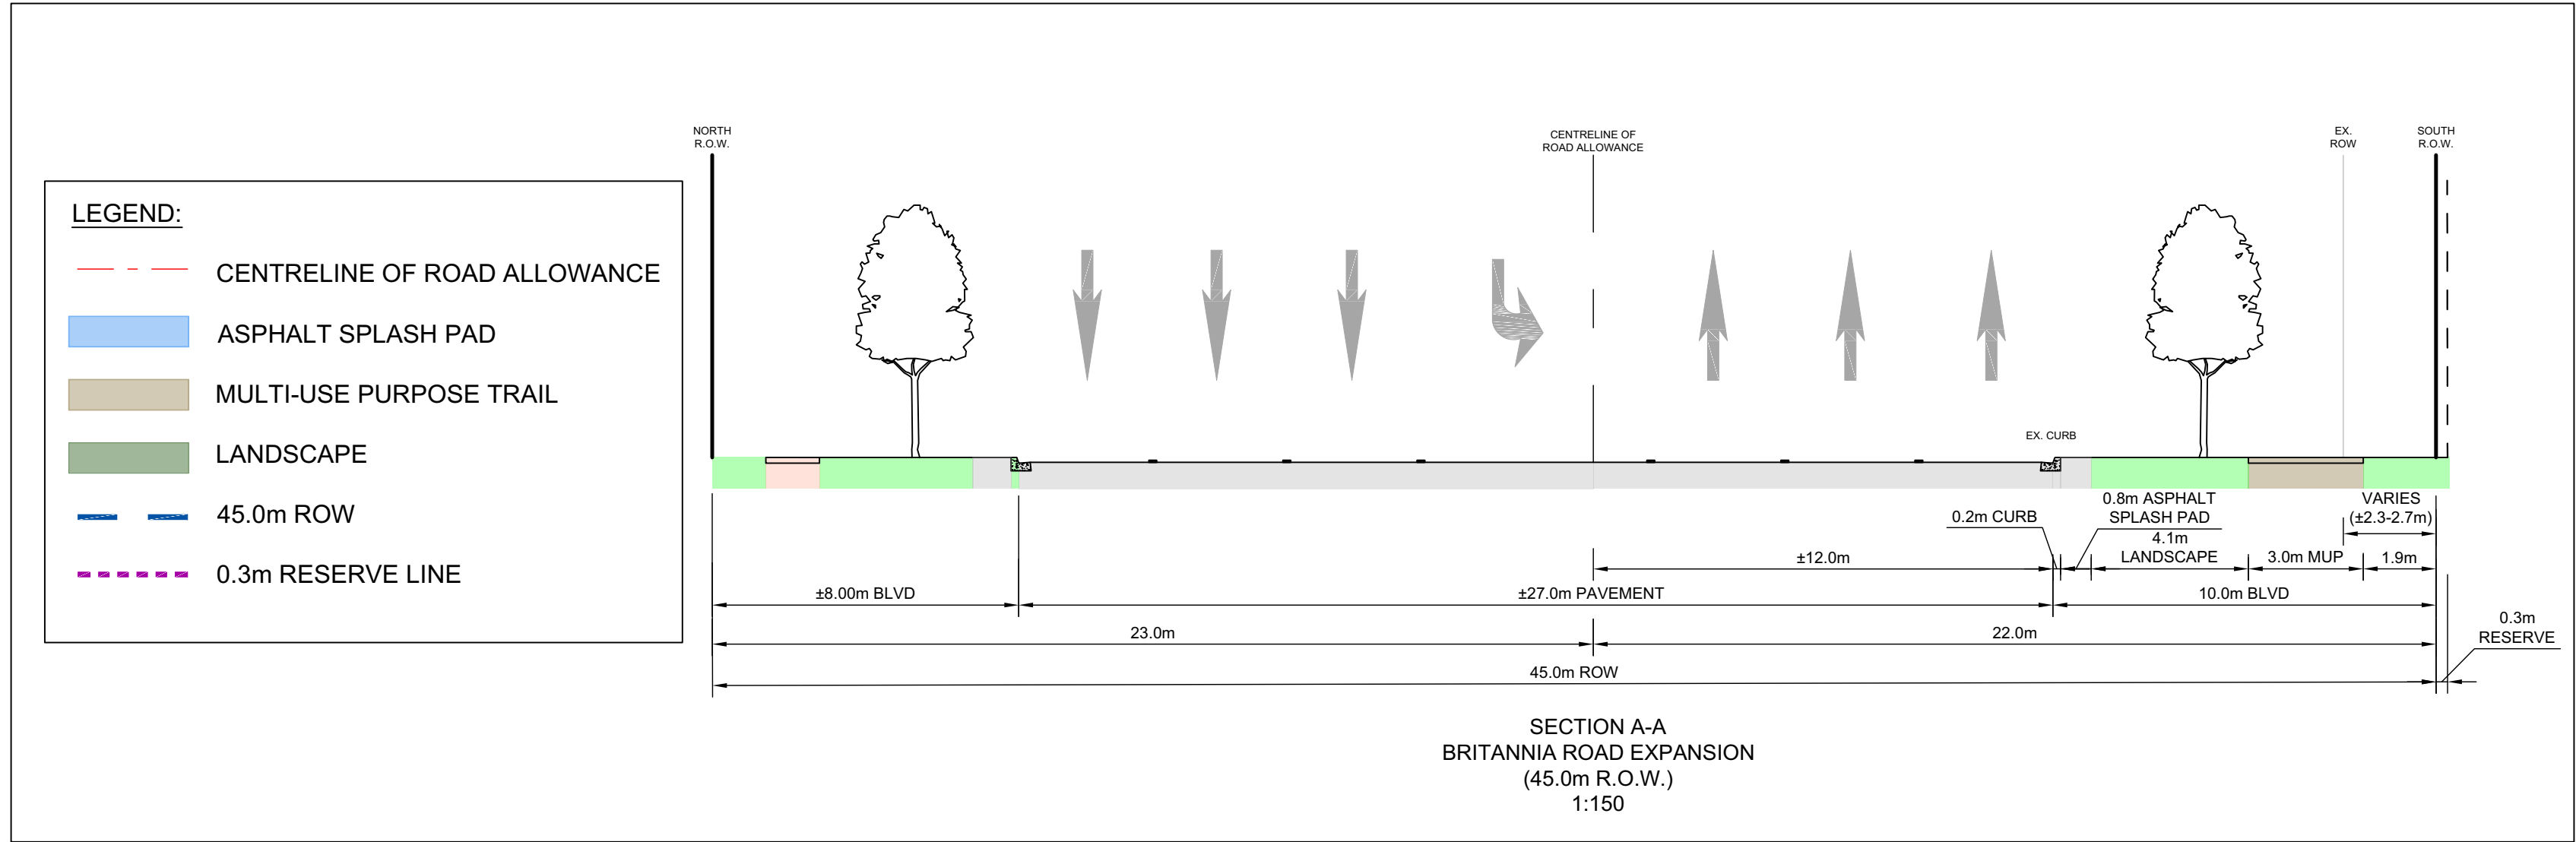 NORTH
R.O.W.
CENTRELINE OF
ROAD ALLOWANCE
EX.
ROW
SOUTH
R.O.W.
LEGEND:
CENTRELINE OF ROAD ALLOWANCE
ASPHALT SPLASH PAD
MULTI-USE PURPOSE TRAIL
LANDSCAPE
45.0m ROW
0.3m RESERVE LINE
EX. CURB
0.2m CURB
0.8m ASPHALT
SPLASH PAD
VARIES
(±2.3-2.7m)
±12.0m
4.1m
LANDSCAPE
3.0m MUP
1.9m
±8.00m BLVD
±27.0m PAVEMENT
10.0m BLVD
23.0m
22.0m
0.3m
RESERVE
45.0m ROW
SECTION A-A
BRITANNIA ROAD EXPANSION
(45.0m R.O.W.)
1:150